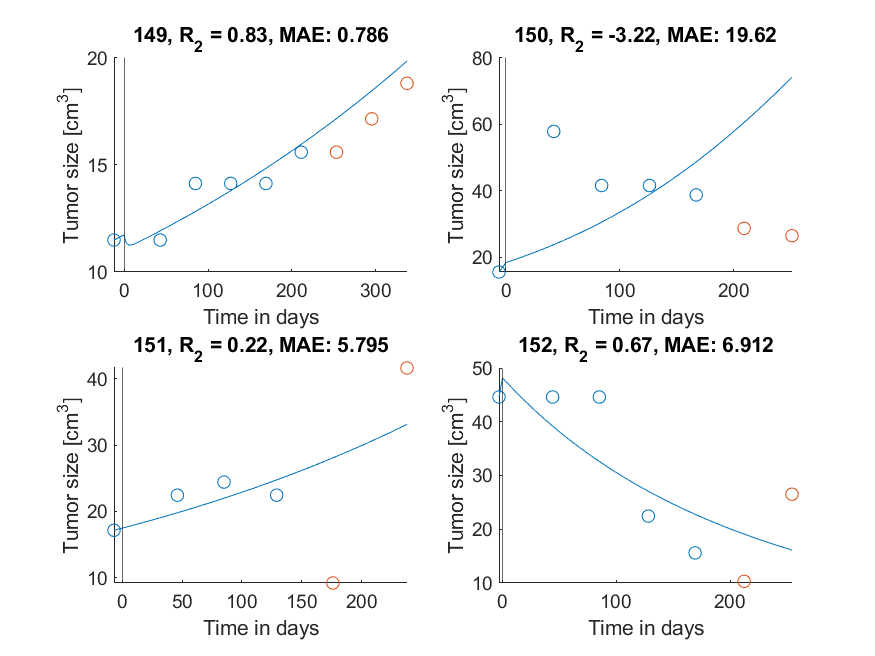 149, R2 = 0.83, MAE: 0.786
20
15
10
Tumor size [cm3]
0 100 200 300
Time in days
150, R2 = -3.22, MAE: 19.62
80
60
40
20
Tumor size [cm3]
0 100 200
Time in days
151, R2 = 0.22, MAE: 5.795
40
30
20
10
Tumor size [cm3]
0 50 100 150 200
Time in days
152, R2 = 0.67, MAE: 6.912
50
40
30
20
10
Tumor size [cm3]
0 100 200
Time in days